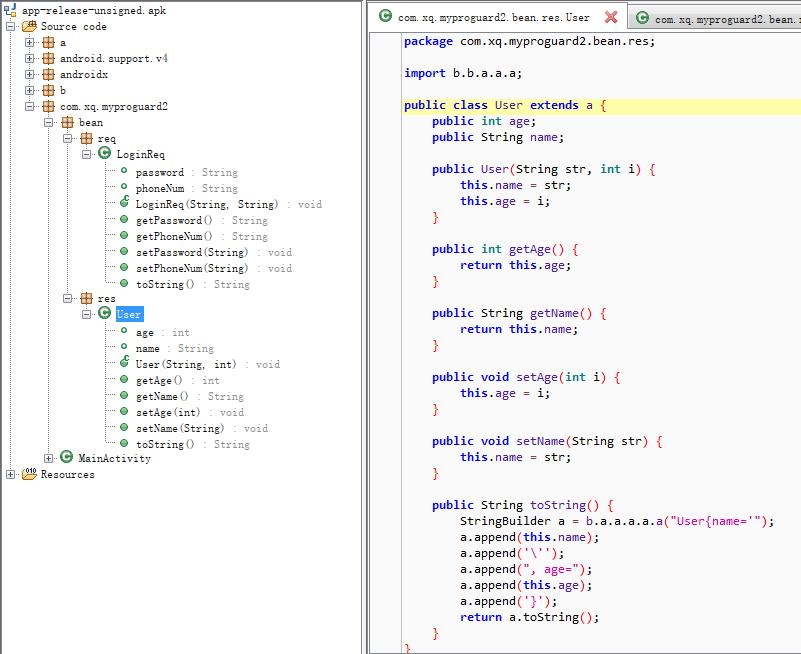 app-release-unsigned.apk
Source code
a
android.support.v4
androidx
b
com.xq.myproguard2
bean
req
LoginReq
password : String
phoneNum : String
LoginReq(String, String) : void
getPassword() : String
getPhoneNum() : String
setPassword(String) : void
setPhoneNum(String) : void
toString() : String
res
User
age : int
name : String
User(String, int) : void
getAge() : int
getName() : String
setAge(int) : void
setName(String) : void
toString() : String
MainActivity
Resources
com.xq.myproguard2.bean.res.User
com.xq.myproguard2.bean.
package com.xq.myproguard2.bean.res;
import b.b.a.a.a;
public class User extends a {
public int age;
public String name;
public User(String str, int i) {
this.name = str;
this.age = i;
}
public int getAge() {
return this.age;
}
public String getName() {
return this.name;
}
public void setAge(int i) {
this.age = i;
}
public void setName(String str) {
this.name = str;
}
public String toString() {
StringBuilder a = b.a.a.a.a.a("User{name='");
a.append(this.name);
a.append('\'');
a.append(", age=");
a.append(this.age);
a.append('}');
return a.toString();
}
}